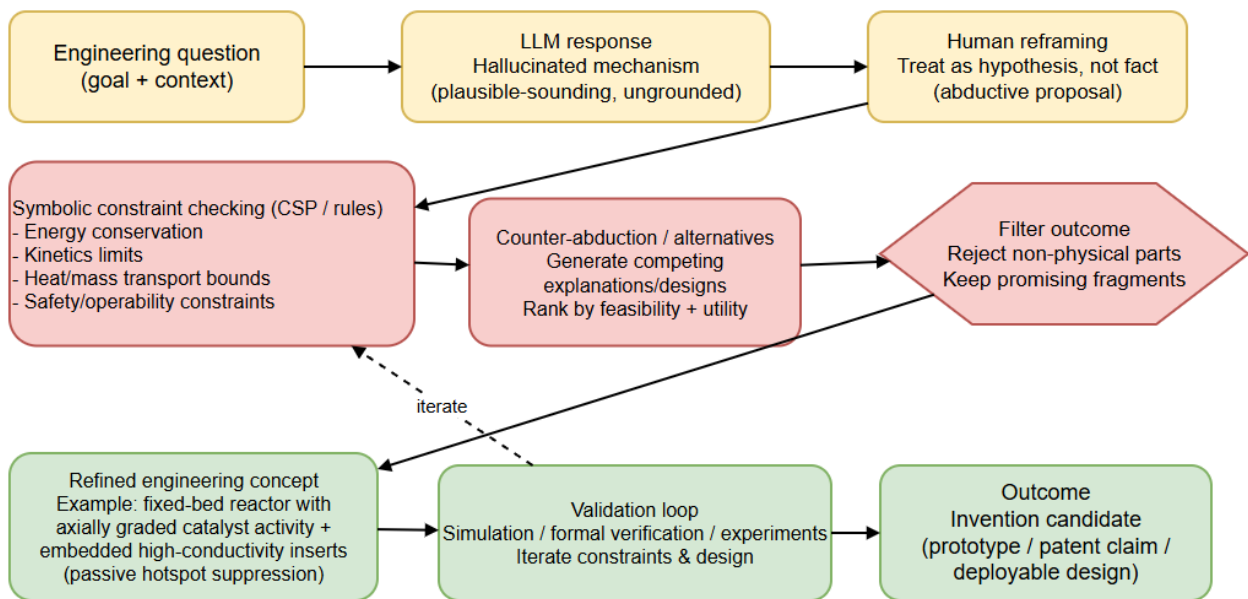 Engineering question
(goal + context)
LLM response
Hallucinated mechanism
(plausible-sounding, ungrounded)
Human reframing
Treat as hypothesis, not fact
(abductive proposal)
Symbolic constraint checking (CSP / rules)
- Energy conservation
- Kinetics limits
- Heat/mass transport bounds
- Safety/operability constraints
Counter-abduction / alternatives
Generate competing
explanations/designs
Rank by feasibility + utility
Filter outcome
Reject non-physical parts
Keep promising fragments
iterate
Refined engineering concept
Example: fixed-bed reactor with
axially graded catalyst activity +
embedded high-conductivity inserts
(passive hotspot suppression)
Validation loop
Simulation / formal verification / experiments
Iterate constraints & design
Outcome
Invention candidate
(prototype / patent claim /
deployable design)